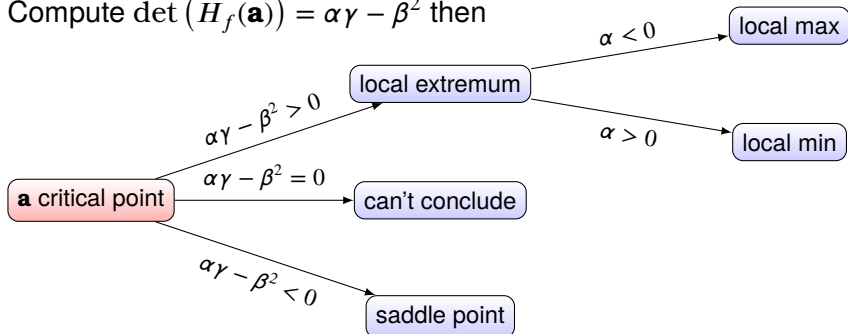 Compute det (H_f(𝐚)) = αγ − β² then
local max
α < 0
local extremum
αγ − β² > 0
α > 0
local min
αγ − β² = 0
𝐚 critical point
can't conclude
αγ − β² < 0
saddle point